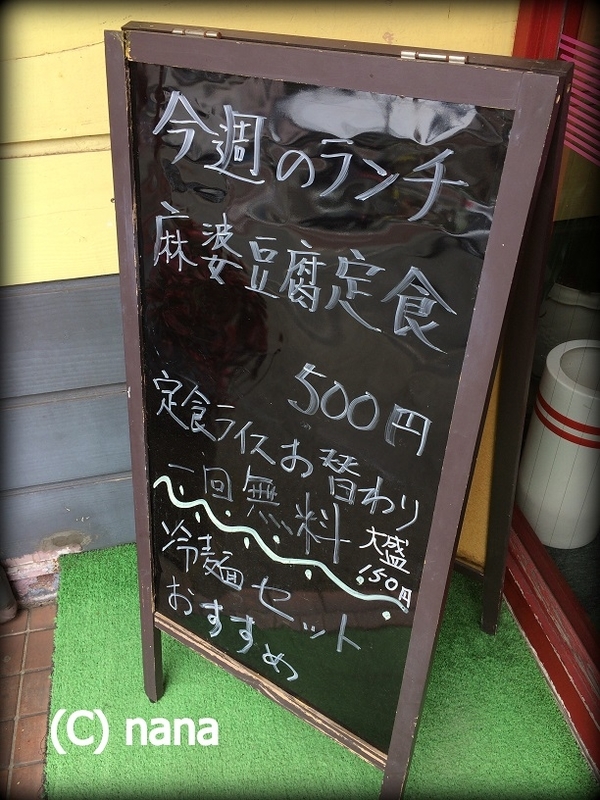 今週のランチ
麻婆豆腐定食
500円
定食ライスお替わり
一回無料
大盛
150円
冷麺セット
おすすめ
(C) nana